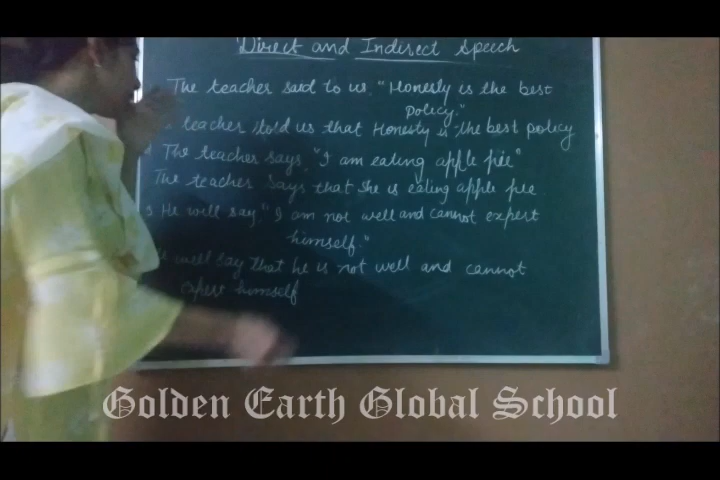 Direct and Indirect Speech
The teacher said to us. "Honesty is the best
policy."
teacher told us that Honesty is the best policy
The teacher says, "I am eating apple pie"
The teacher says that she is eating apple pie
3 He will say, "I am not well and cannot expert
himself."
will say that he is not well and cannot
expert himself
Golden Earth Global School